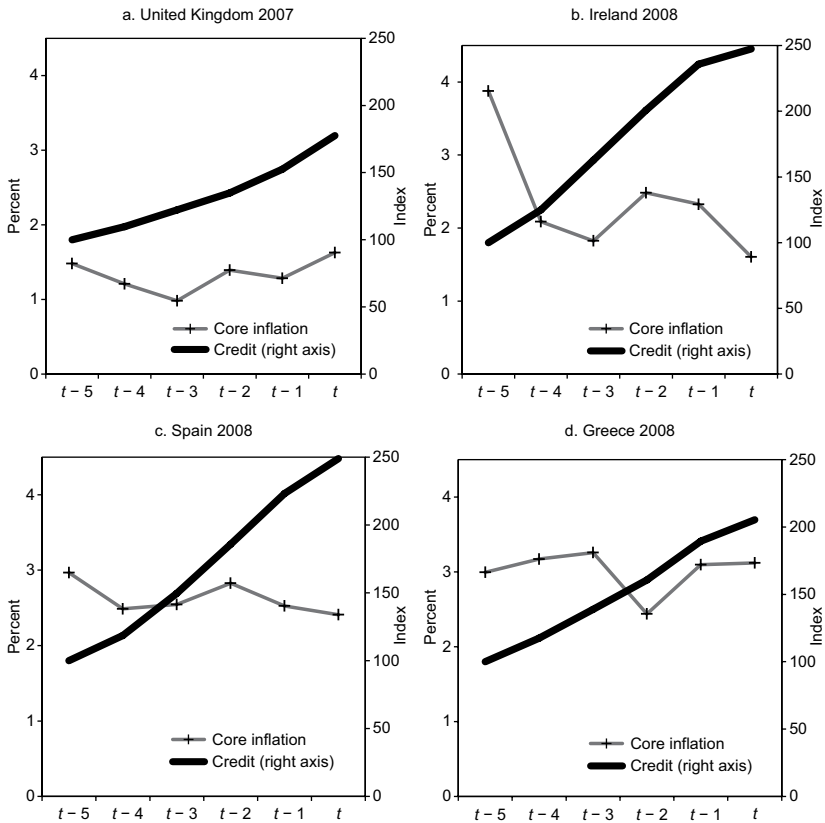 a. United Kingdom 2007
250
4
200
3
150
Percent
Index
2
100
1
50
Core inflation
Credit (right axis)
0
0
t – 5 t – 4 t – 3 t – 2 t – 1 t
b. Ireland 2008
250
4
200
3
150
Percent
Index
2
100
1
50
Core inflation
Credit (right axis)
0
0
t – 5 t – 4 t – 3 t – 2 t – 1 t
c. Spain 2008
250
4
200
3
150
Percent
Index
2
100
1
50
Core inflation
Credit (right axis)
0
0
t – 5 t – 4 t – 3 t – 2 t – 1 t
d. Greece 2008
250
4
200
3
150
Percent
Index
2
100
1
50
Core inflation
Credit (right axis)
0
0
t – 5 t – 4 t – 3 t – 2 t – 1 t